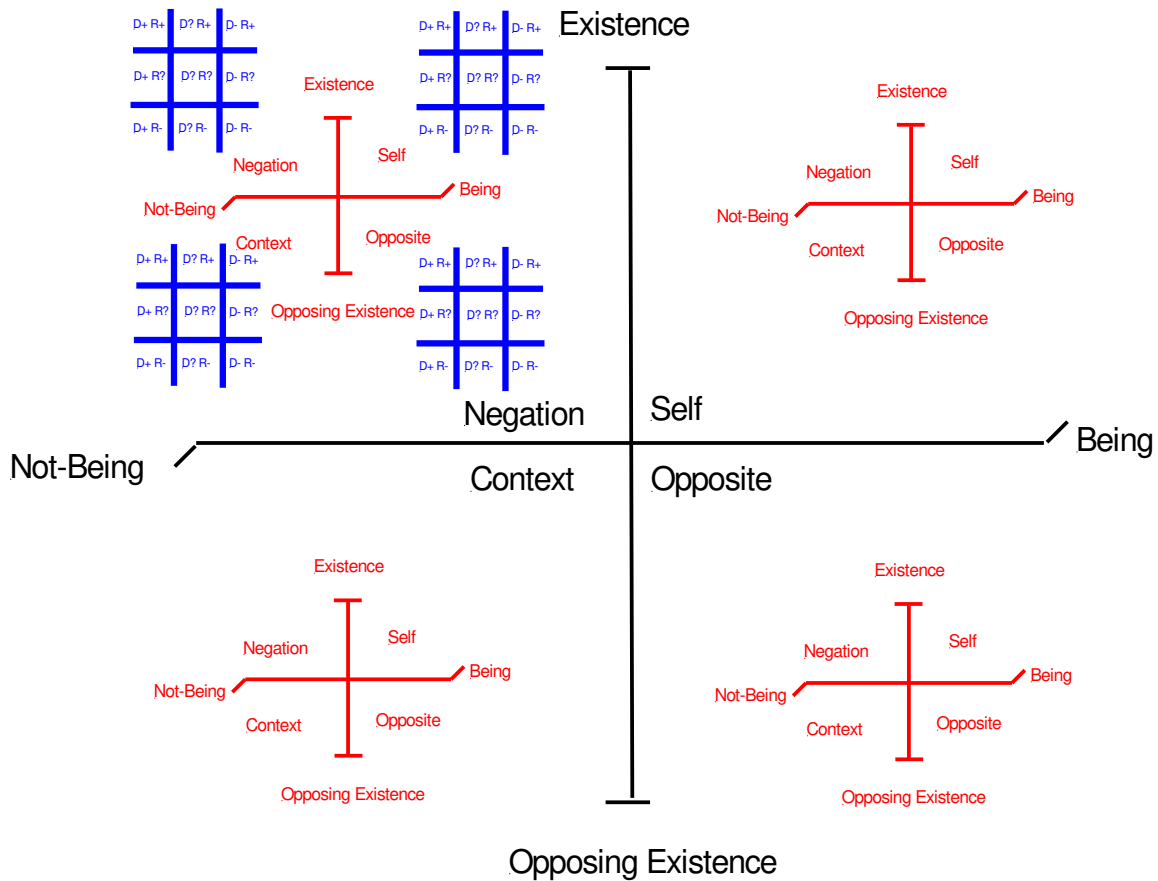 Existence
D+ R+ D? R+ D- R+
D+ R? D? R? D- R?
D+ R- D? R- D- R-
D+ R+ D? R+ D- R+
D+ R? D? R? D- R?
D+ R- D? R- D- R-
Existence
Negation
Self
Not-Being
Being
Context
Opposite
Opposing Existence
D+ R+ D? R+ D- R+
D+ R? D? R? D- R?
D+ R- D? R- D- R-
D+ R+ D? R+ D- R+
D+ R? D? R? D- R?
D+ R- D? R- D- R-
Existence
Negation
Self
Not-Being
Being
Context
Opposite
Opposing Existence
Negation
Self
Not-Being
Being
Context
Opposite
Existence
Negation
Self
Not-Being
Being
Context
Opposite
Opposing Existence
Existence
Negation
Self
Not-Being
Being
Context
Opposite
Opposing Existence
Opposing Existence